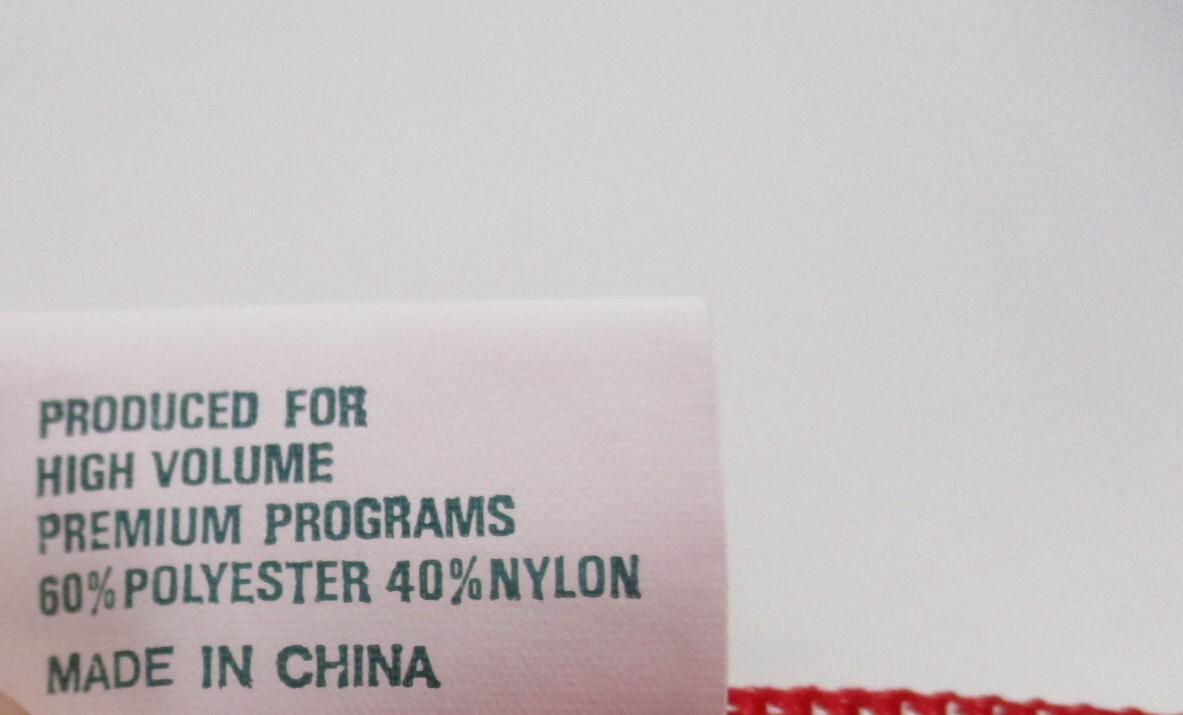 PRODUCED FOR
HIGH VOLUME
PREMIUM PROGRAMS
60%POLYESTER 40%NYLON
MADE IN CHINA